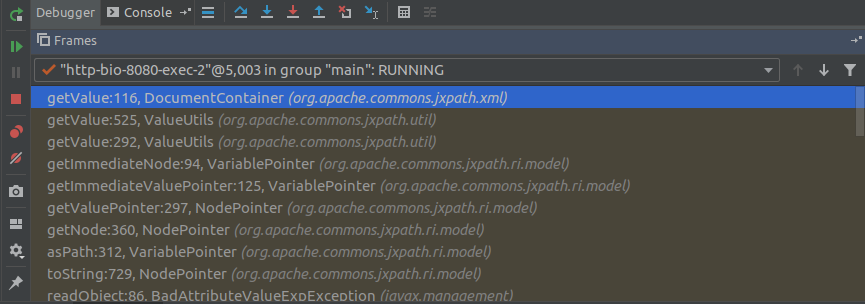 Debugger Console
Frames
"http-bio-8080-exec-2"@5,003 in group "main": RUNNING
getValue:116, DocumentContainer (org.apache.commons.jxpath.xml)
getValue:525, ValueUtils (org.apache.commons.jxpath.util)
getValue:292, ValueUtils (org.apache.commons.jxpath.util)
getImmediateNode:94, VariablePointer (org.apache.commons.jxpath.ri.model)
getImmediateValuePointer:125, VariablePointer (org.apache.commons.jxpath.ri.model)
getValuePointer:297, NodePointer (org.apache.commons.jxpath.ri.model)
getNode:360, NodePointer (org.apache.commons.jxpath.ri.model)
asPath:312, VariablePointer (org.apache.commons.jxpath.ri.model)
toString:729, NodePointer (org.apache.commons.jxpath.ri.model)
readObject:86, BadAttributeValueExpException (javax.management)